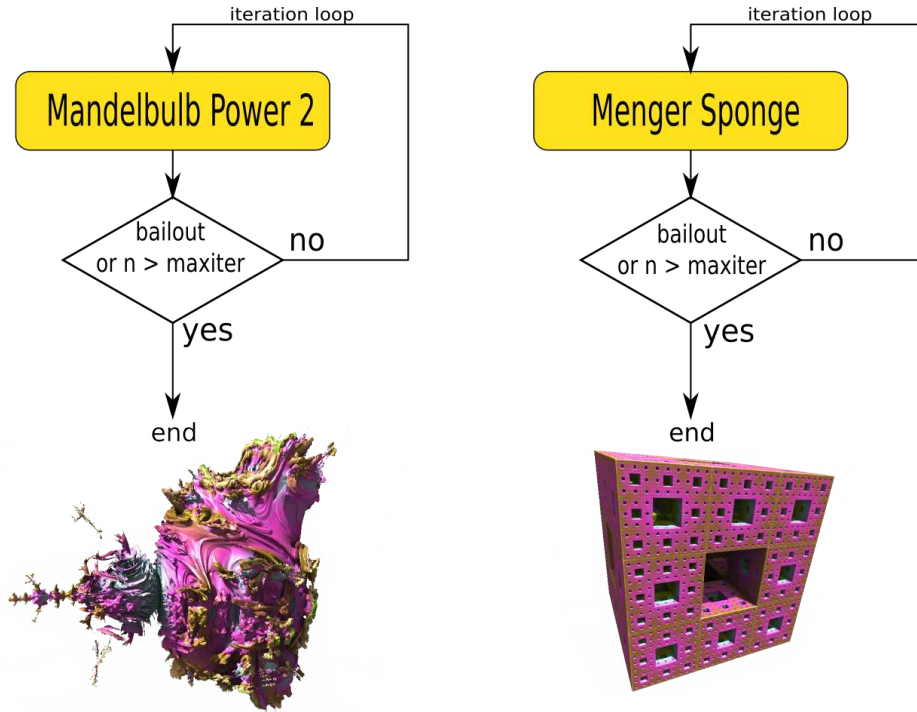 iteration loop
Mandelbulb Power 2
bailout
or n > maxiter
no
yes
end
iteration loop
Menger Sponge
bailout
or n > maxiter
no
yes
end